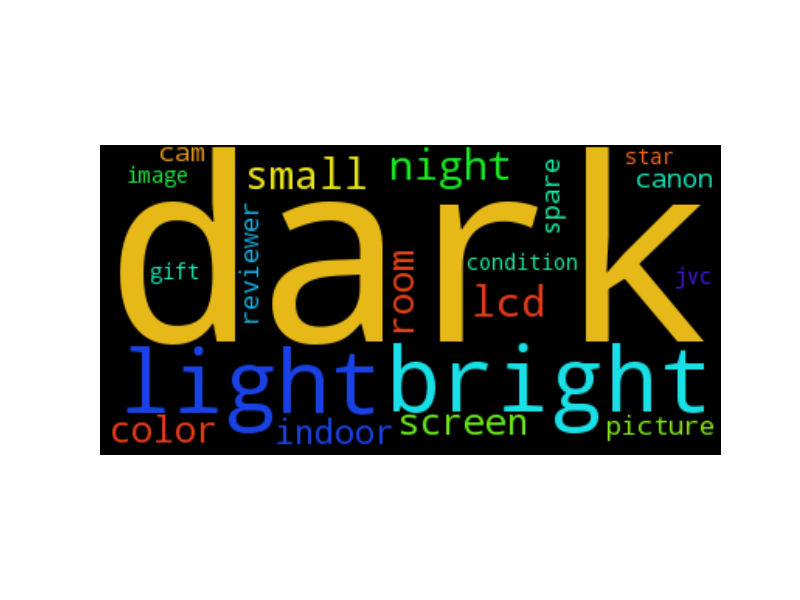 cam
image
small
night
spare
star
canon
dark
gift
reviewer
room
condition
lcd
jvc
light
bright
color
indoor
screen
picture